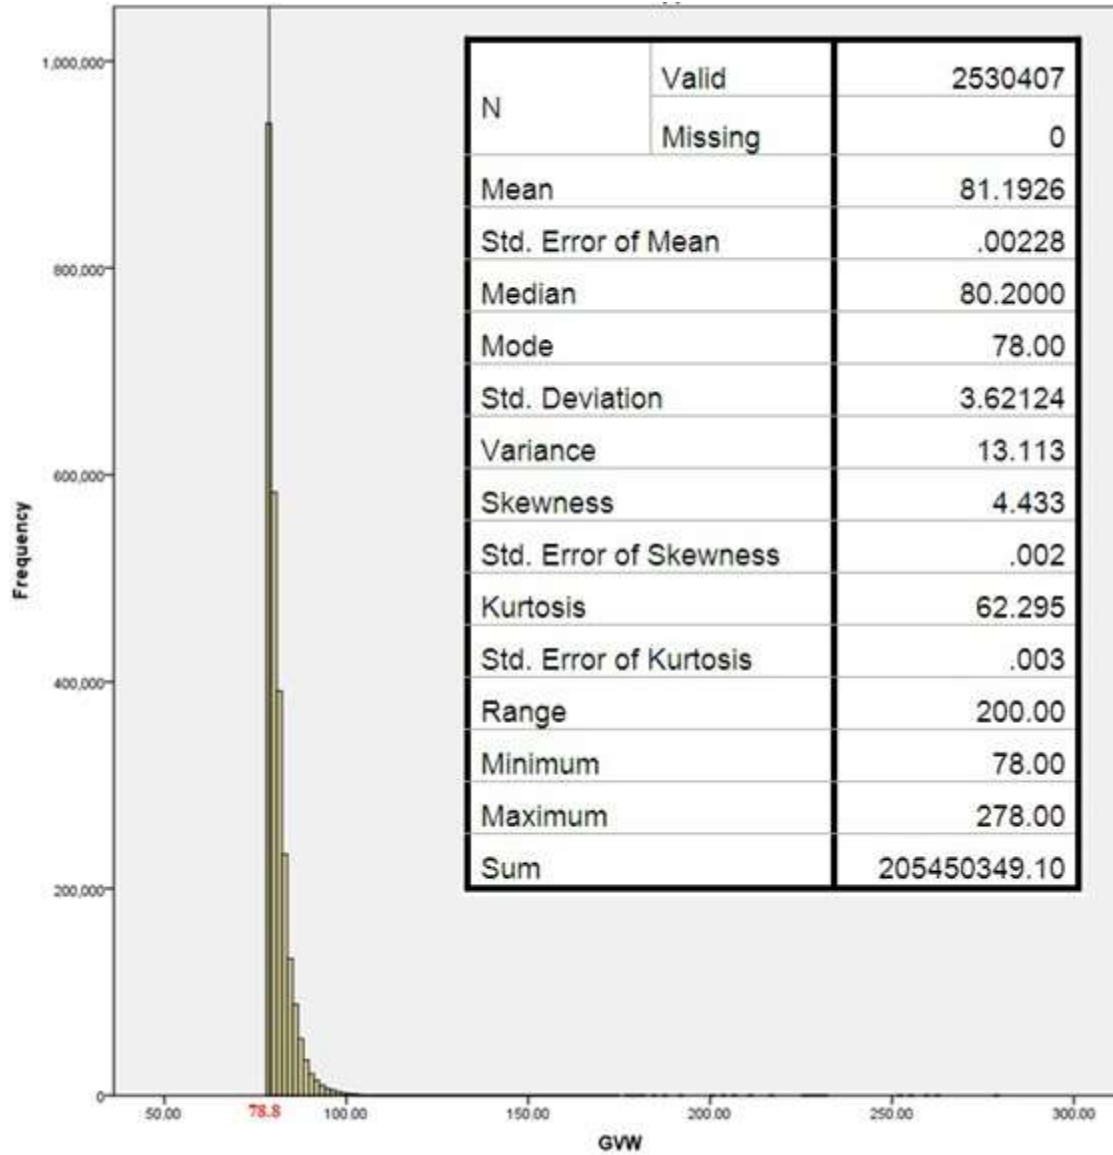 1,000,000
800,000
600,000
400,000
200,000
0
Frequency
50.00
78.8
100.00
150.00
200.00
250.00
300.00
GVW
N Valid 2530407
Missing 0
Mean 81.1926
Std. Error of Mean .00228
Median 80.2000
Mode 78.00
Std. Deviation 3.62124
Variance 13.113
Skewness 4.433
Std. Error of Skewness .002
Kurtosis 62.295
Std. Error of Kurtosis .003
Range 200.00
Minimum 78.00
Maximum 278.00
Sum 205450349.10